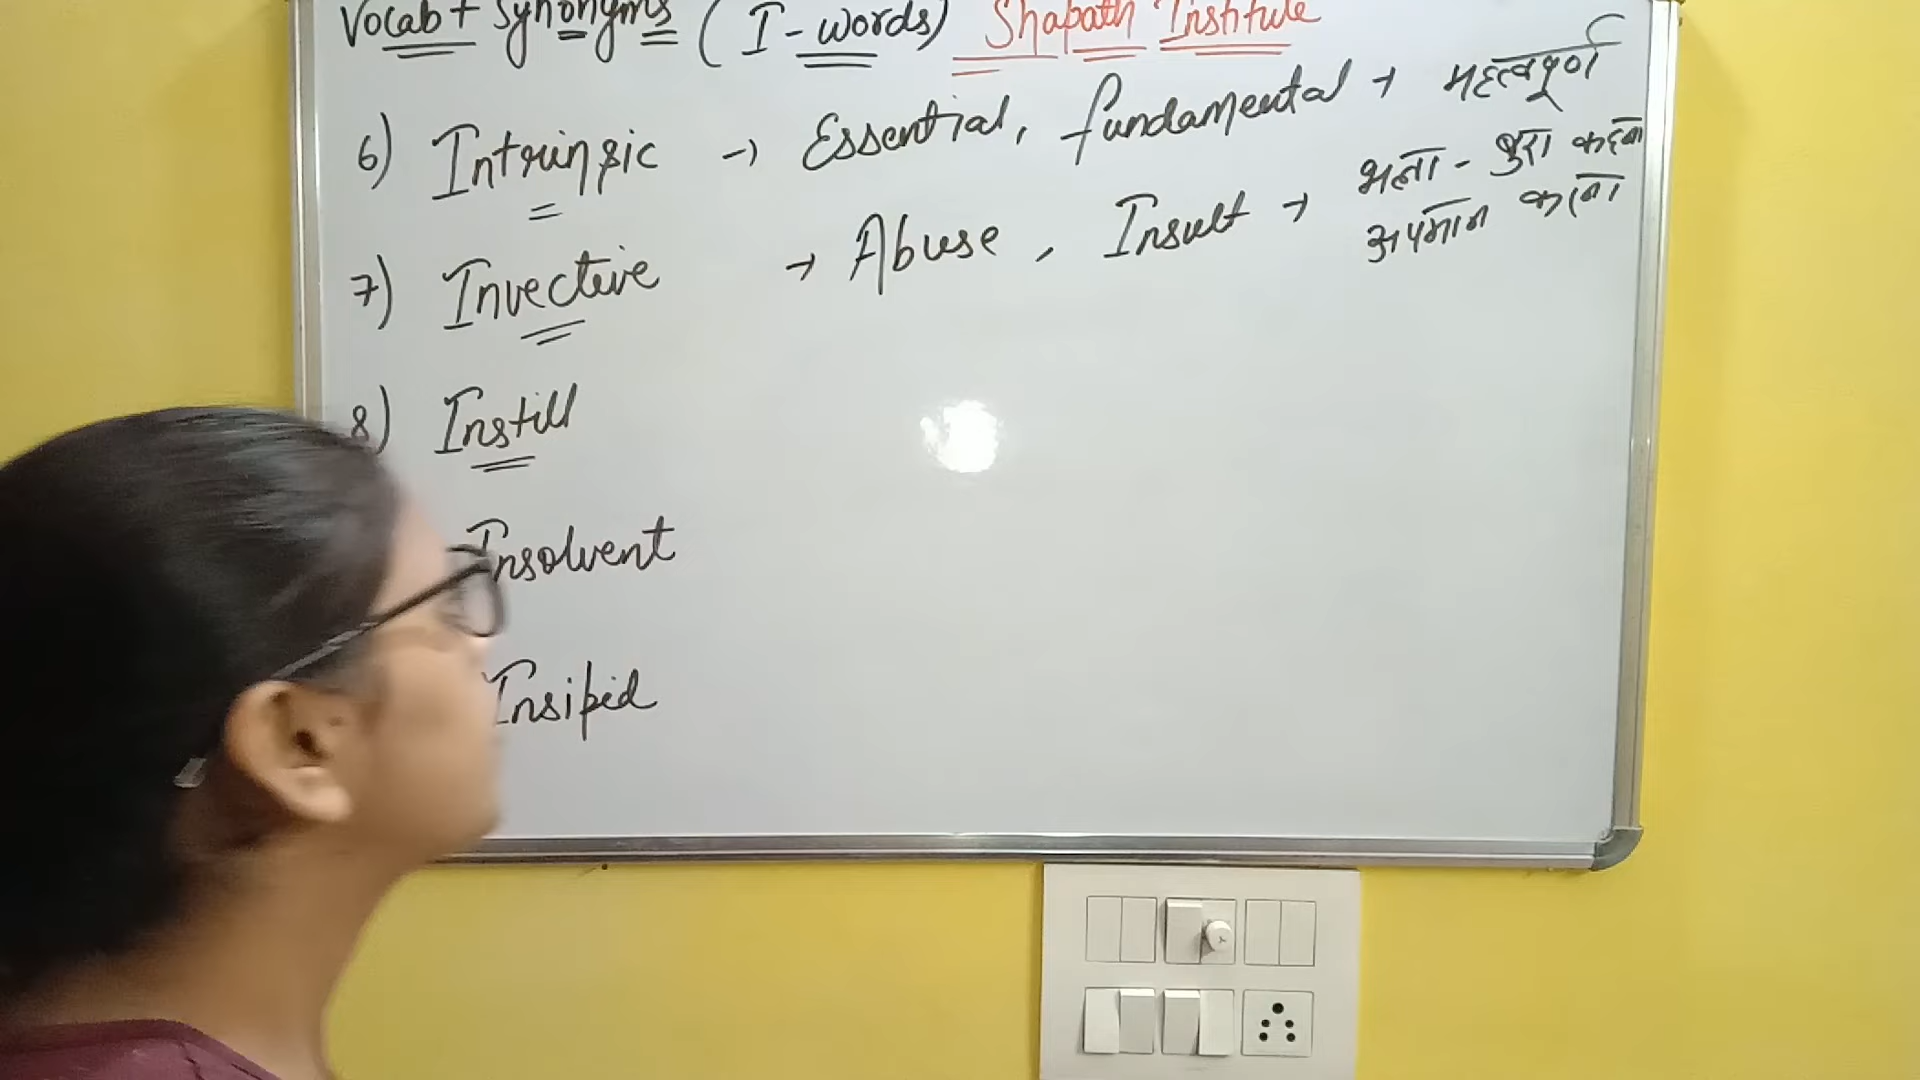 Vocab + Synonyms (I-words) Shapath Institute
6) Intrinsic → Essential, fundamental → महत्वपूर्ण
7) Invective → Abuse, Insult → भला-बुरा कहना
अपमान करना
8) Instill
Insolvent
Insipid